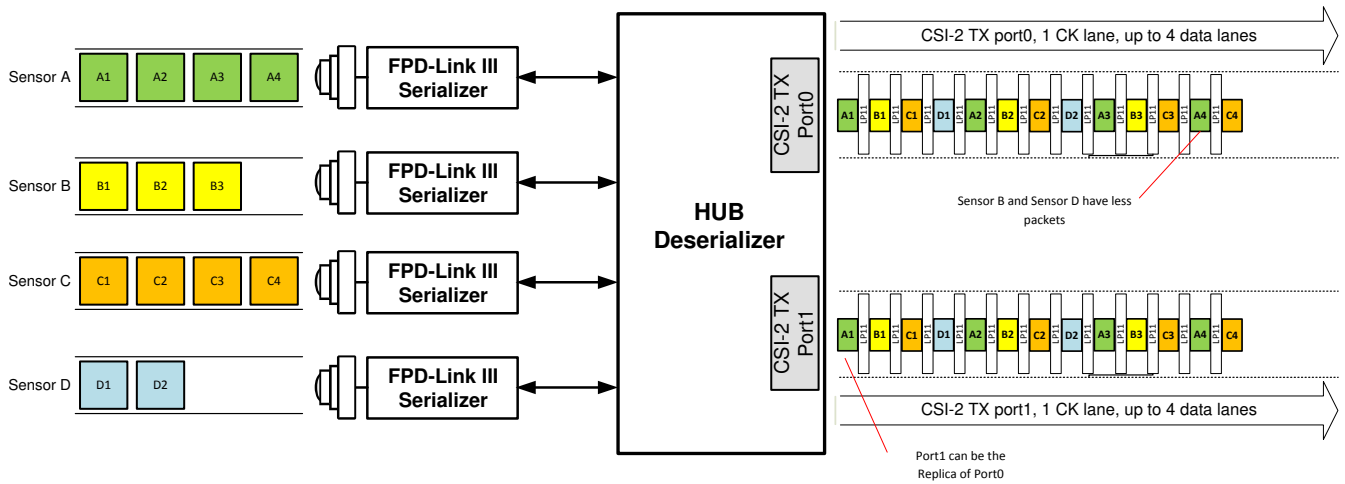 Sensor A
A1 A2 A3 A4
FPD-Link III
Serializer
Sensor B
B1 B2 B3
FPD-Link III
Serializer
Sensor C
C1 C2 C3 C4
FPD-Link III
Serializer
Sensor D
D1 D2
FPD-Link III
Serializer
HUB
Deserializer
CSI-2 TX
Port0
CSI-2 TX
Port1
CSI-2 TX port0, 1 CK lane, up to 4 data lanes
A1 LP11 B1 LP11 C1 LP11 D1 LP11 A2 LP11 B2 LP11 C2 LP11 D2 LP11 A3 LP11 B3 LP11 C3 LP11 A4 LP11 C4
Sensor B and Sensor D have less
packets
A1 LP11 B1 LP11 C1 LP11 D1 LP11 A2 LP11 B2 LP11 C2 LP11 D2 LP11 A3 LP11 B3 LP11 C3 LP11 A4 LP11 C4
CSI-2 TX port1, 1 CK lane, up to 4 data lanes
Port1 can be the
Replica of Port0